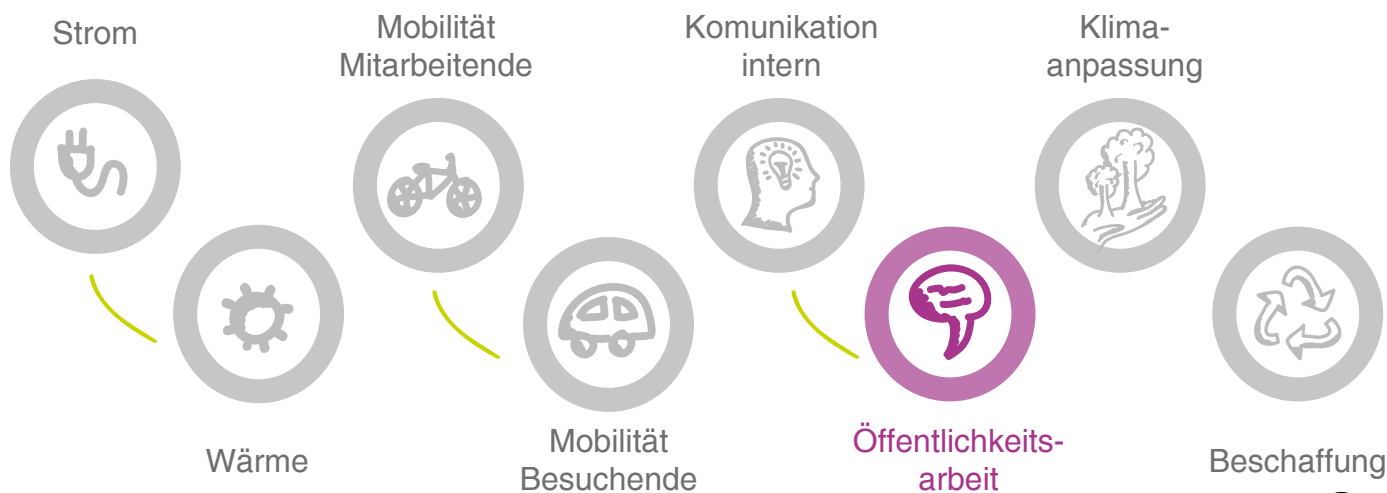 Strom
Mobilität
Mitarbeitende
Komunikation
intern
Klima-
anpassung
Wärme
Mobilität
Besuchende
Öffentlichkeits-
arbeit
Beschaffung